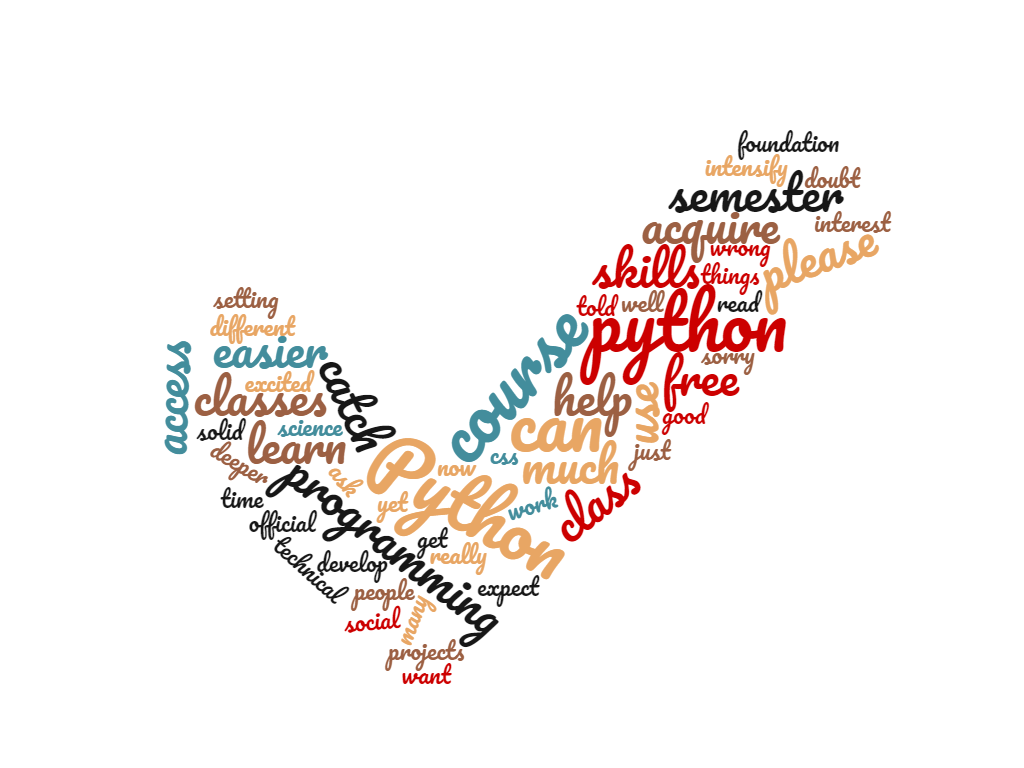 foundation
intensify
doubt
semester
interest
acquire
wrong
please
skills
things
told
well
read
python
sorry
setting
different
easier
access
excited
catch
classes
course
free
help
use
good
solid
science
learn
can
just
deeper
ask
Python
now
css
much
class
time
yet
work
official
programming
get
technical
develop
really
people
expect
social
many
projects
want